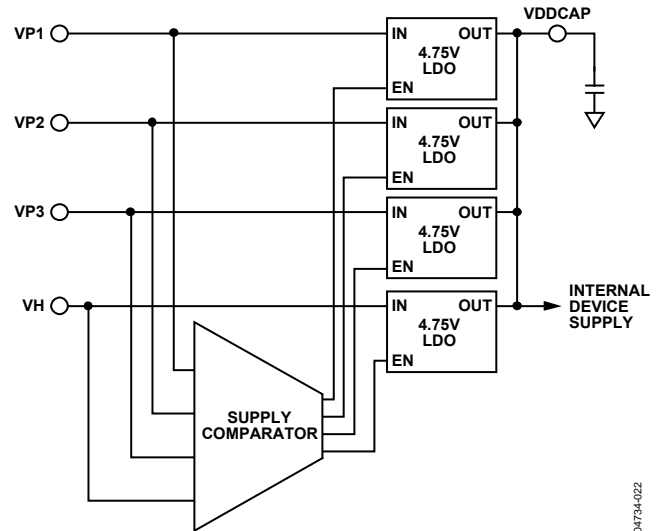 VP1
IN
OUT
4.75V
LDO
EN
VDDCAP
VP2
IN
OUT
4.75V
LDO
EN
VP3
IN
OUT
4.75V
LDO
EN
VH
IN
OUT
4.75V
LDO
EN
INTERNAL
DEVICE
SUPPLY
SUPPLY
COMPARATOR
04734-022